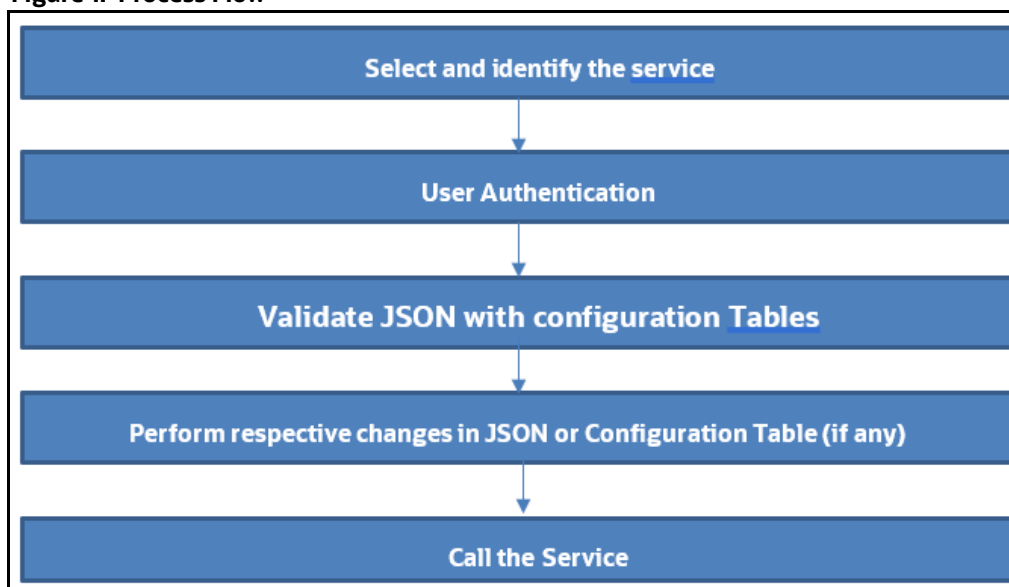 Select and identify the service
User Authentication
Validate JSON with configuration Tables
Perform respective changes in JSON or Configuration Table (if any)
Call the Service